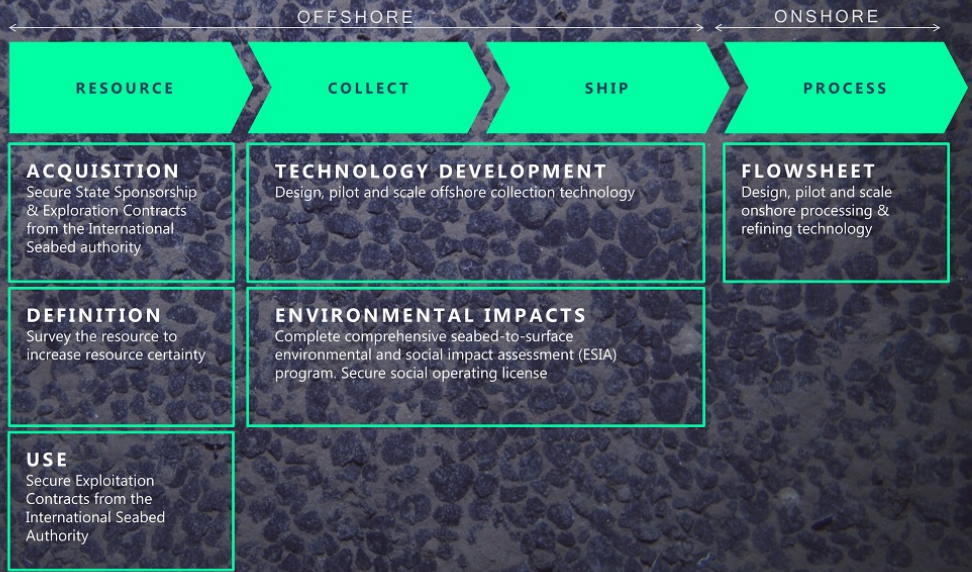 OFFSHORE
ONSHORE
RESOURCE
COLLECT
SHIP
PROCESS
ACQUISITION
Secure State Sponsorship
& Exploration Contracts
from the International
Seabed authority
TECHNOLOGY DEVELOPMENT
Design, pilot and scale offshore collection technology
FLOWSHEET
Design, pilot and scale
onshore processing &
refining technology
DEFINITION
Survey the resource to
increase resource certainty
ENVIRONMENTAL IMPACTS
Complete comprehensive seabed-to-surface
environmental and social impact assessment (ESIA)
program. Secure social operating license
USE
Secure Exploitation
Contracts from the
International Seabed
Authority